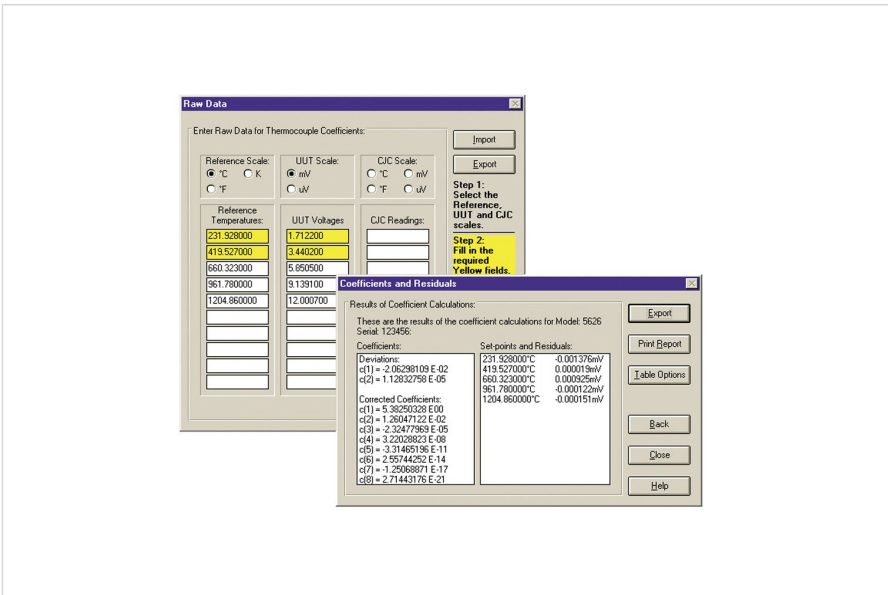 Raw Data
Enter Raw Data for Thermocouple Coefficients:
Import
Export
Reference Scale:
°C K
°F
UUT Scale:
mV
uV
CJC Scale:
°C mV
°F uV
Step 1:
Select the
Reference,
UUT and CJC
scales.
Step 2:
Fill in the
required
Yellow fields.
Reference
Temperatures:
UUT Voltages
CJC Readings:
231.928000 1.712200
419.527000 3.440200
660.323000 5.850500
961.780000 9.139100
1204.860000 12.000700
Coefficients and Residuals
Results of Coefficient Calculations:
These are the results of the coefficient calculations for Model: 5626
Serial: 123456:
Coefficients:
Deviations:
c(1) = -2.06298109 E-02
c(2) = 1.12832758 E-05
Corrected Coefficients:
c(1) = 5.38250328 E00
c(2) = 1.26047122 E-02
c(3) = -2.32477969 E-05
c(4) = 3.22028823 E-08
c(5) = -3.31465196 E-11
c(6) = 2.55744252 E-14
c(7) = -1.25068871 E-17
c(8) = 2.71443176 E-21
Set-points and Residuals:
231.928000°C -0.001376mV
419.527000°C 0.000019mV
660.323000°C 0.000925mV
961.780000°C -0.000122mV
1204.860000°C -0.000151mV
Export
Print Report
Table Options
Back
Close
Help